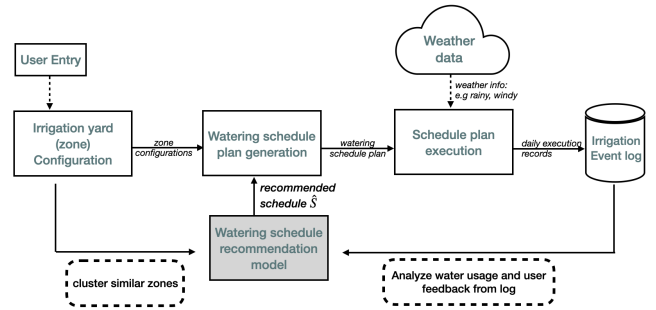 Weather
data
User Entry
weather info:
e.g rainy, windy
Irrigation yard
(zone)
Configuration
zone
configurations
Watering schedule
plan generation
watering
schedule plan
Schedule plan
execution
daily execution
records
Irrigation
Event log
recommended
schedule Ŝ
Watering schedule
recommendation
model
cluster similar zones
Analyze water usage and user
feedback from log